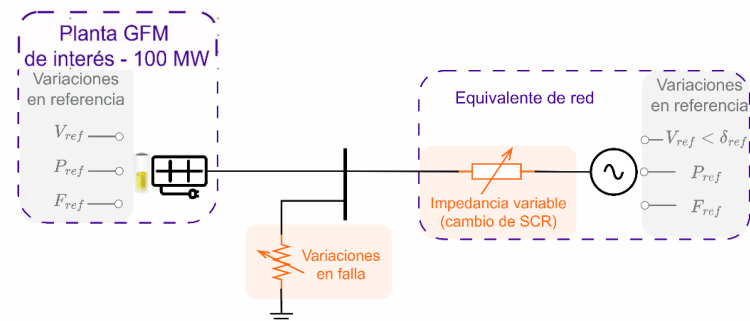 Planta GFM
de interés - 100 MW
Variaciones
en referencia
V_ref
P_ref
F_ref
Equivalente de red
Variaciones
en referencia
V_ref < δ_ref
P_ref
F_ref
Impedancia variable
(cambio de SCR)
Variaciones
en falla